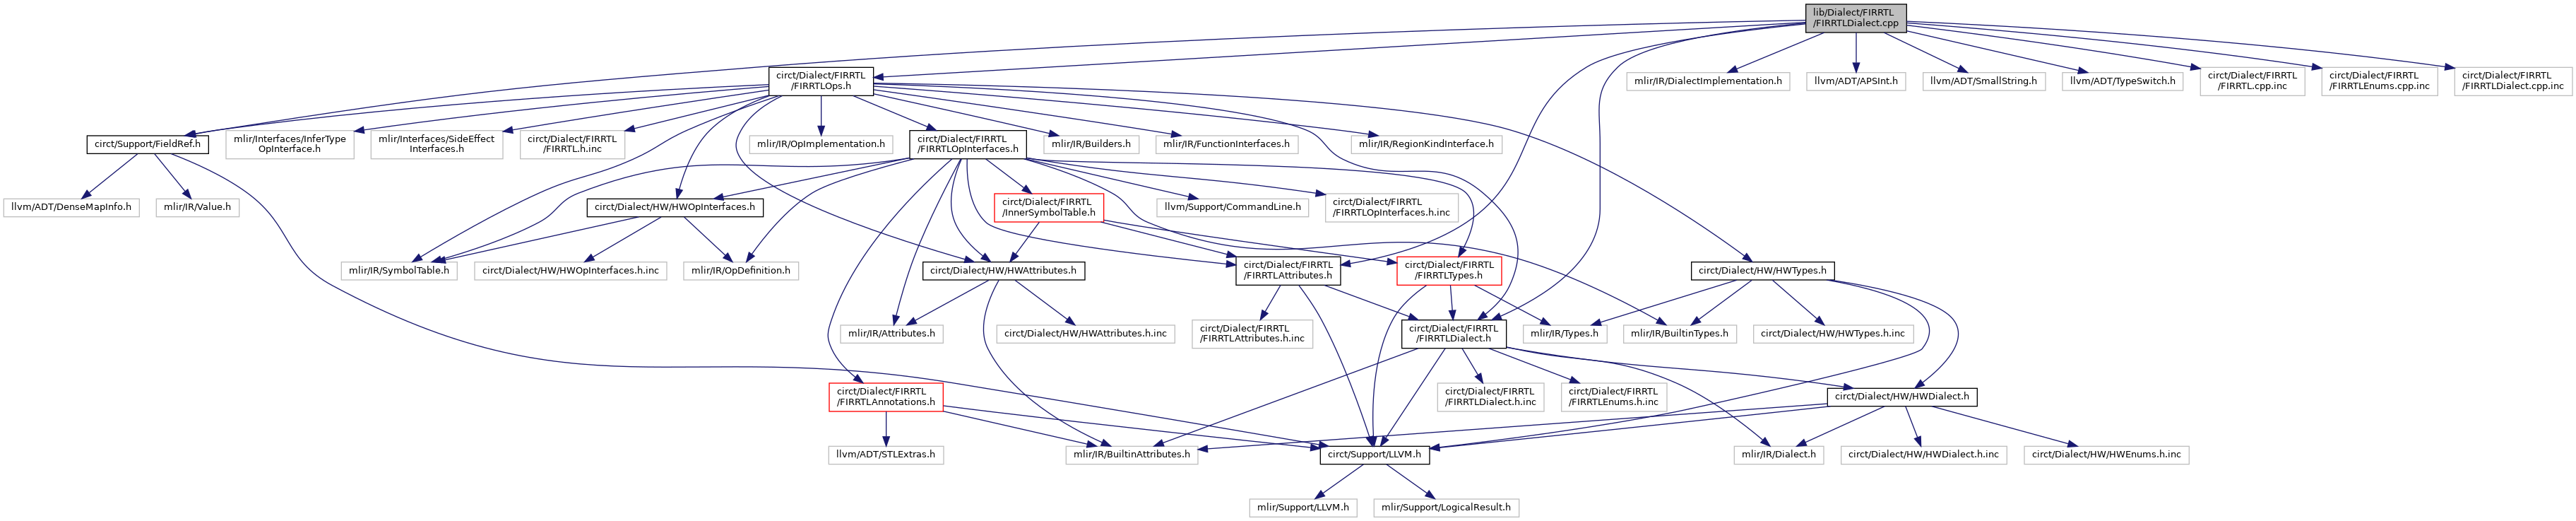 lib/Dialect/FIRRTL
/FIRRTLDialect.cpp
circt/Dialect/FIRRTL
/FIRRTLOps.h
mlir/IR/DialectImplementation.h
llvm/ADT/APSInt.h
llvm/ADT/SmallString.h
llvm/ADT/TypeSwitch.h
circt/Dialect/FIRRTL
/FIRRTL.cpp.inc
circt/Dialect/FIRRTL
/FIRRTLEnums.cpp.inc
circt/Dialect/FIRRTL
/FIRRTLDialect.cpp.inc
circt/Support/FieldRef.h
mlir/Interfaces/InferType
OpInterface.h
mlir/Interfaces/SideEffect
Interfaces.h
circt/Dialect/FIRRTL
/FIRRTL.h.inc
mlir/IR/OpImplementation.h
circt/Dialect/FIRRTL
/FIRRTLOpInterfaces.h
mlir/IR/Builders.h
mlir/IR/FunctionInterfaces.h
mlir/IR/RegionKindInterface.h
llvm/ADT/DenseMapInfo.h
mlir/IR/Value.h
circt/Dialect/HW/HWOpInterfaces.h
circt/Dialect/FIRRTL
/InnerSymbolTable.h
llvm/Support/CommandLine.h
circt/Dialect/FIRRTL
/FIRRTLOpInterfaces.h.inc
mlir/IR/SymbolTable.h
circt/Dialect/HW/HWOpInterfaces.h.inc
mlir/IR/OpDefinition.h
circt/Dialect/HW/HWAttributes.h
circt/Dialect/FIRRTL
/FIRRTLAttributes.h
circt/Dialect/FIRRTL
/FIRRTLTypes.h
circt/Dialect/HW/HWTypes.h
mlir/IR/Attributes.h
circt/Dialect/HW/HWAttributes.h.inc
circt/Dialect/FIRRTL
/FIRRTLAttributes.h.inc
circt/Dialect/FIRRTL
/FIRRTLDialect.h
mlir/IR/Types.h
mlir/IR/BuiltinTypes.h
circt/Dialect/HW/HWTypes.h.inc
circt/Dialect/FIRRTL
/FIRRTLAnnotations.h
circt/Dialect/FIRRTL
/FIRRTLDialect.h.inc
circt/Dialect/FIRRTL
/FIRRTLEnums.h.inc
circt/Dialect/HW/HWDialect.h
llvm/ADT/STLExtras.h
mlir/IR/BuiltinAttributes.h
circt/Support/LLVM.h
mlir/IR/Dialect.h
circt/Dialect/HW/HWDialect.h.inc
circt/Dialect/HW/HWEnums.h.inc
mlir/Support/LLVM.h
mlir/Support/LogicalResult.h